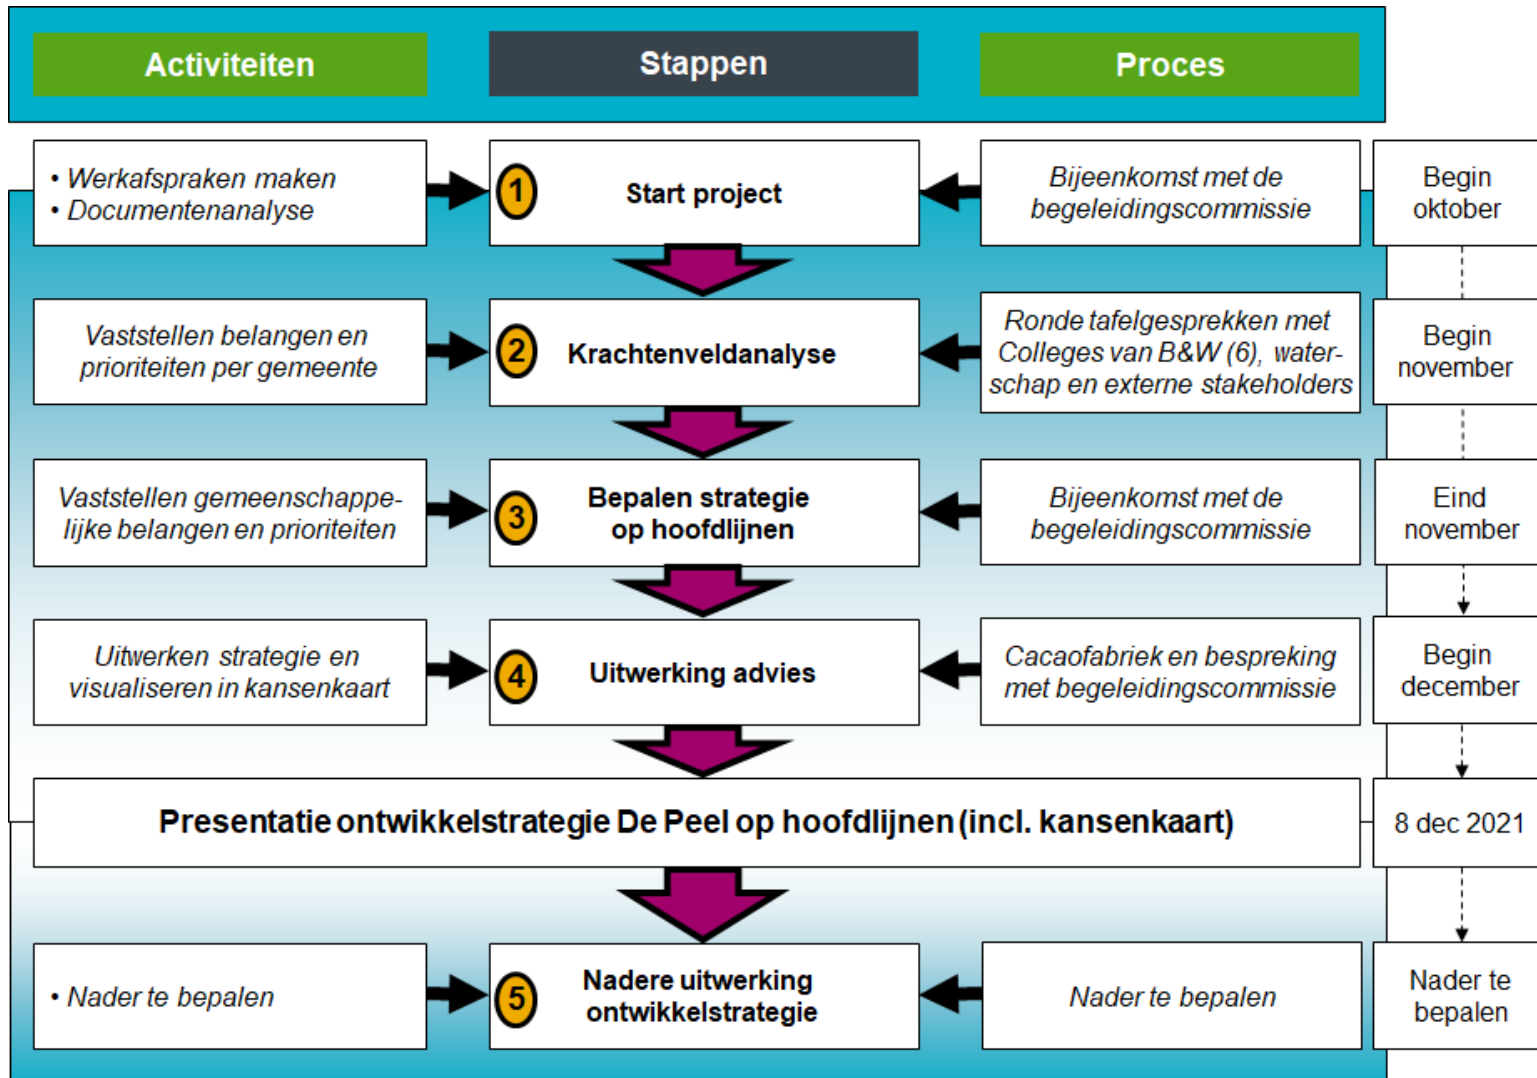 Activiteiten
Stappen
Proces
• Werkafspraken maken
• Documentenanalyse
1
Start project
Bijeenkomst met de
begeleidingscommissie
Begin
oktober
Vaststellen belangen en
prioriteiten per gemeente
2
Krachtenveldanalyse
Ronde tafelgesprekken met
Colleges van B&W (6), water-
schap en externe stakeholders
Begin
november
Vaststellen gemeenschappe-
lijke belangen en prioriteiten
3
Bepalen strategie
op hoofdlijnen
Bijeenkomst met de
begeleidingscommissie
Eind
november
Uitwerken strategie en
visualiseren in kansenkaart
4
Uitwerking advies
Cacaofabriek en bespreking
met begeleidingscommissie
Begin
december
Presentatie ontwikkelstrategie De Peel op hoofdlijnen (incl. kansenkaart)
8 dec 2021
• Nader te bepalen
5
Nadere uitwerking
ontwikkelstrategie
Nader te bepalen
Nader te
bepalen